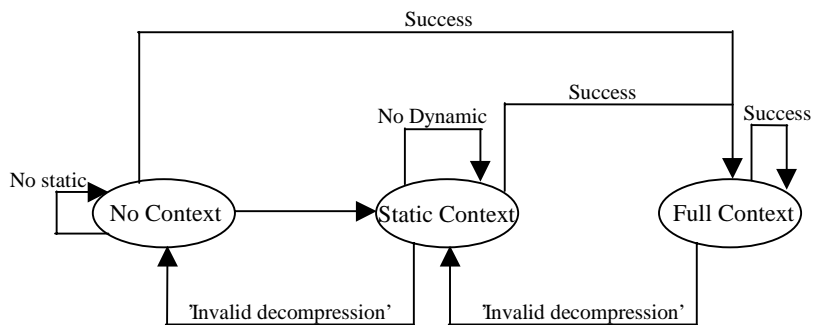 Success
Success
No Dynamic
Success
No static
No Context
Static Context
Full Context
'Invalid decompression'
'Invalid decompression'